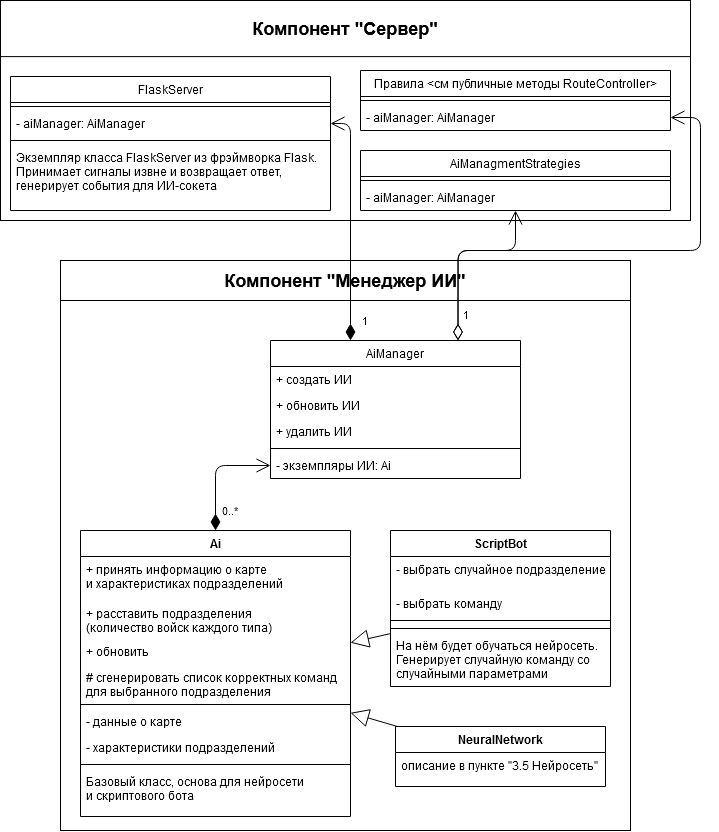 Компонент "Сервер"
FlaskServer
- aiManager: AiManager
Экземпляр класса FlaskServer из фрэймворка Flask.
Принимает сигналы извне и возвращает ответ,
генерирует события для ИИ-сокета
Правила <см публичные методы RouteController>
- aiManager: AiManager
AiManagmentStrategies
- aiManager: AiManager
Компонент "Менеджер ИИ"
1
1
AiManager
+ создать ИИ
+ обновить ИИ
+ удалить ИИ
- экземпляры ИИ: Ai
0..*
Ai
+ принять информацию о карте
и характеристиках подразделений
+ расставить подразделения
(количество войск каждого типа)
+ обновить
# сгенерировать список корректных команд
для выбранного подразделения
- данные о карте
- характеристики подразделений
Базовый класс, основа для нейросети
и скриптового бота
ScriptBot
- выбрать случайное подразделение
- выбрать команду
На нём будет обучаться нейросеть.
Генерирует случайную команду со
случайными параметрами
NeuralNetwork
описание в пункте "3.5 Нейросеть"